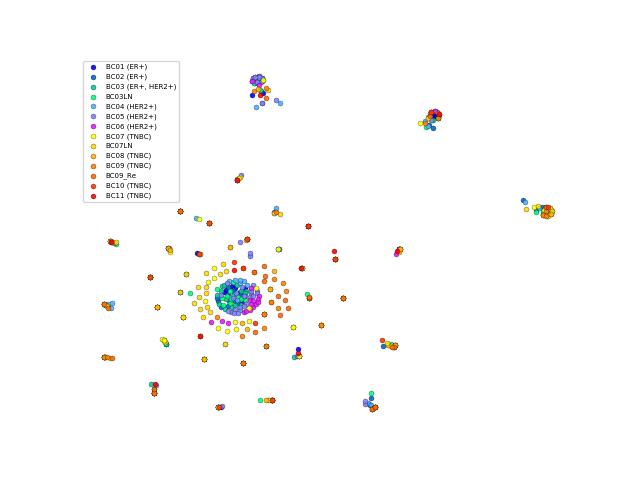 BC01 (ER+)
BC02 (ER+)
BC03 (ER+, HER2+)
BC03LN
BC04 (HER2+)
BC05 (HER2+)
BC06 (HER2+)
BC07 (TNBC)
BC07LN
BC08 (TNBC)
BC09 (TNBC)
BC09_Re
BC10 (TNBC)
BC11 (TNBC)